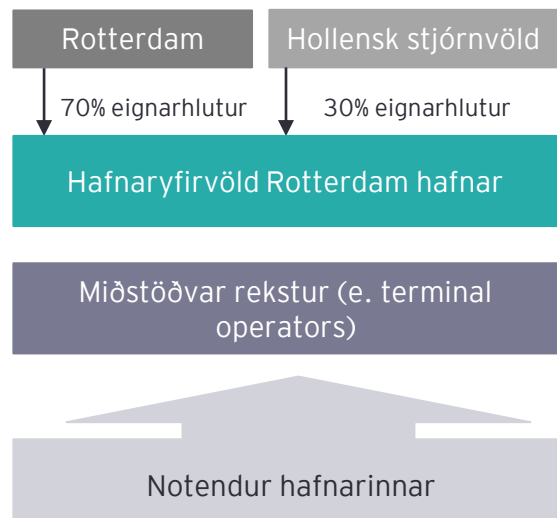 Rotterdam
Hollensk stjórnvöld
70% eignarhlutur
30% eignarhlutur
Hafnaryfirvöld Rotterdam hafnar
Miðstöðvar rekstur (e. terminal
operators)
Notendur hafnarinnar